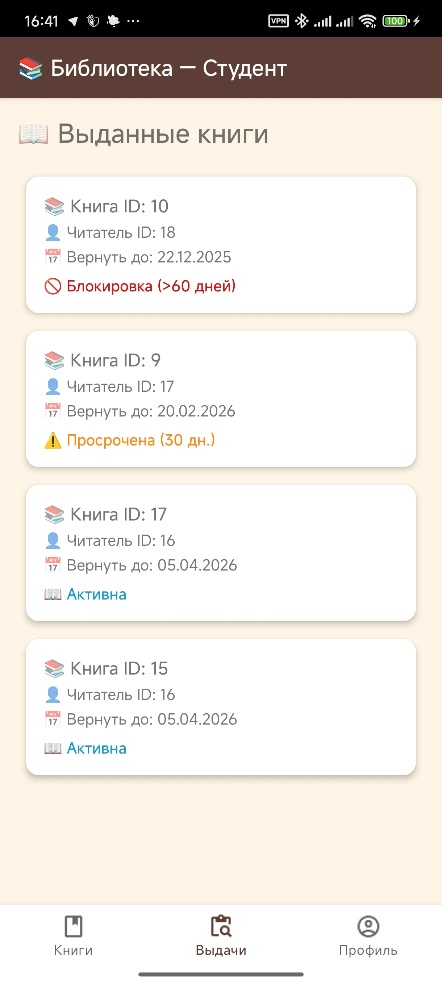 16:41 VPN 100
📚 Библиотека — Студент
📖 Выданные книги
📚 Книга ID: 10
👤 Читатель ID: 18
📅 Вернуть до: 22.12.2025
🚫 Блокировка (>60 дней)
📚 Книга ID: 9
👤 Читатель ID: 17
📅 Вернуть до: 20.02.2026
⚠️ Просрочена (30 дн.)
📚 Книга ID: 17
👤 Читатель ID: 16
📅 Вернуть до: 05.04.2026
📖 Активна
📚 Книга ID: 15
👤 Читатель ID: 16
📅 Вернуть до: 05.04.2026
📖 Активна
Книги Выдачи Профиль